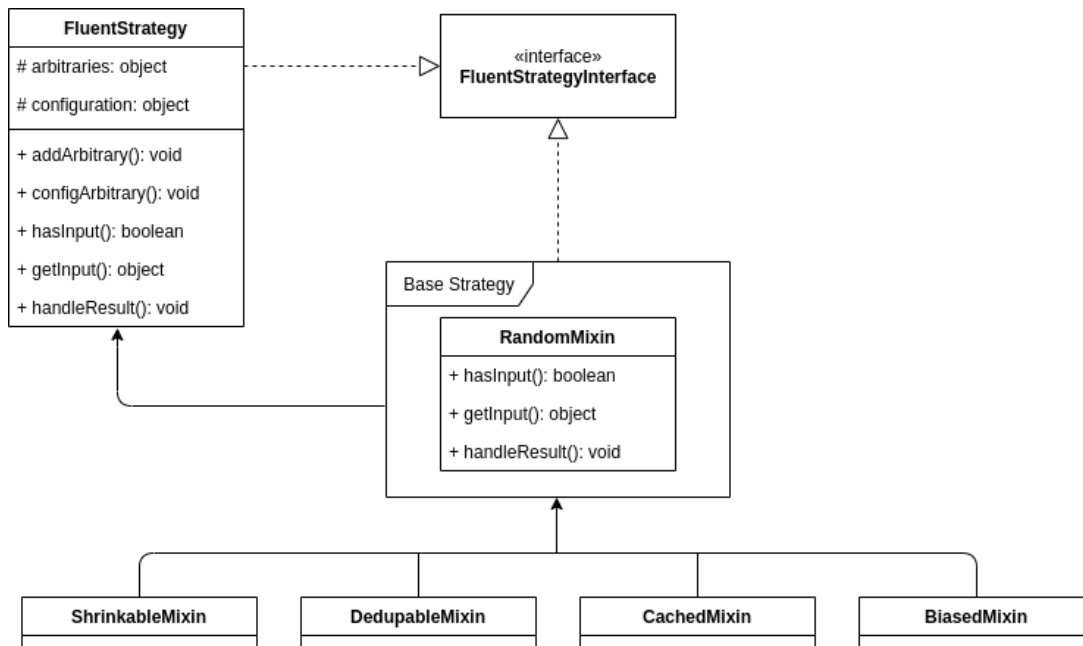 FluentStrategy
# arbitraries: object
# configuration: object
+ addArbitrary(): void
+ configArbitrary(): void
+ hasInput(): boolean
+ getInput(): object
+ handleResult(): void
«interface»
FluentStrategyInterface
Base Strategy
RandomMixin
+ hasInput(): boolean
+ getInput(): object
+ handleResult(): void
ShrinkableMixin
DedupableMixin
CachedMixin
BiasedMixin